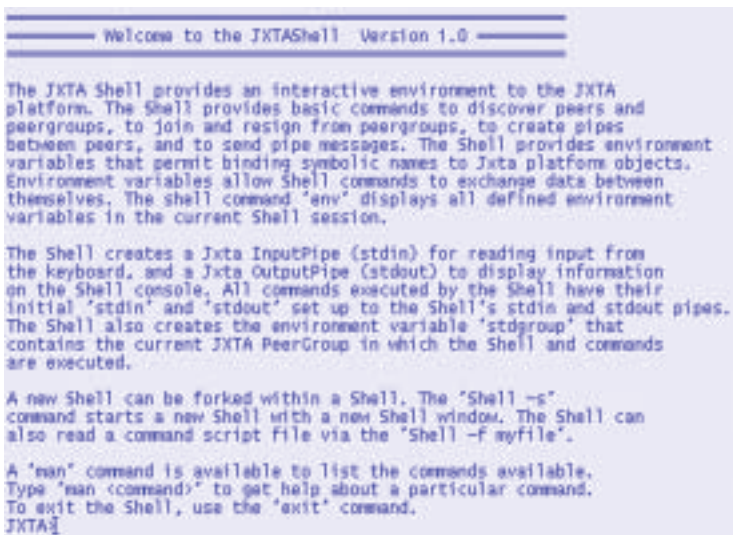 Welcome to the JXTAShell Version 1.0
The JXTA Shell provides an interactive environment to the JXTA
platform. The Shell provides basic commands to discover peers and
peergroups, to join and resign from peergroups, to create pipes
between peers, and to send pipe messages. The Shell provides environment
variables that permit binding symbolic names to Jxta platform objects.
Environment variables allow Shell commands to exchange data between
themselves. The shell command 'env' displays all defined environment
variables in the current Shell session.
The Shell creates a Jxta InputPipe (stdin) for reading input from
the keyboard, and a Jxta OutputPipe (stdout) to display information
on the Shell console. All commands executed by the Shell have their
initial 'stdin' and 'stdout' set up to the Shell's stdin and stdout pipes.
The Shell also creates the environment variable 'stdgroup' that
contains the current JXTA PeerGroup in which the Shell and commands
are executed.
A new Shell can be forked within a Shell. The 'Shell -s'
command starts a new Shell with a new Shell window. The Shell can
also read a command script file via the 'Shell -f myfile'.
A 'man' command is available to list the commands available.
Type 'man <command>' to get help about a particular command.
To exit the Shell, use the 'exit' command.
JXTA>